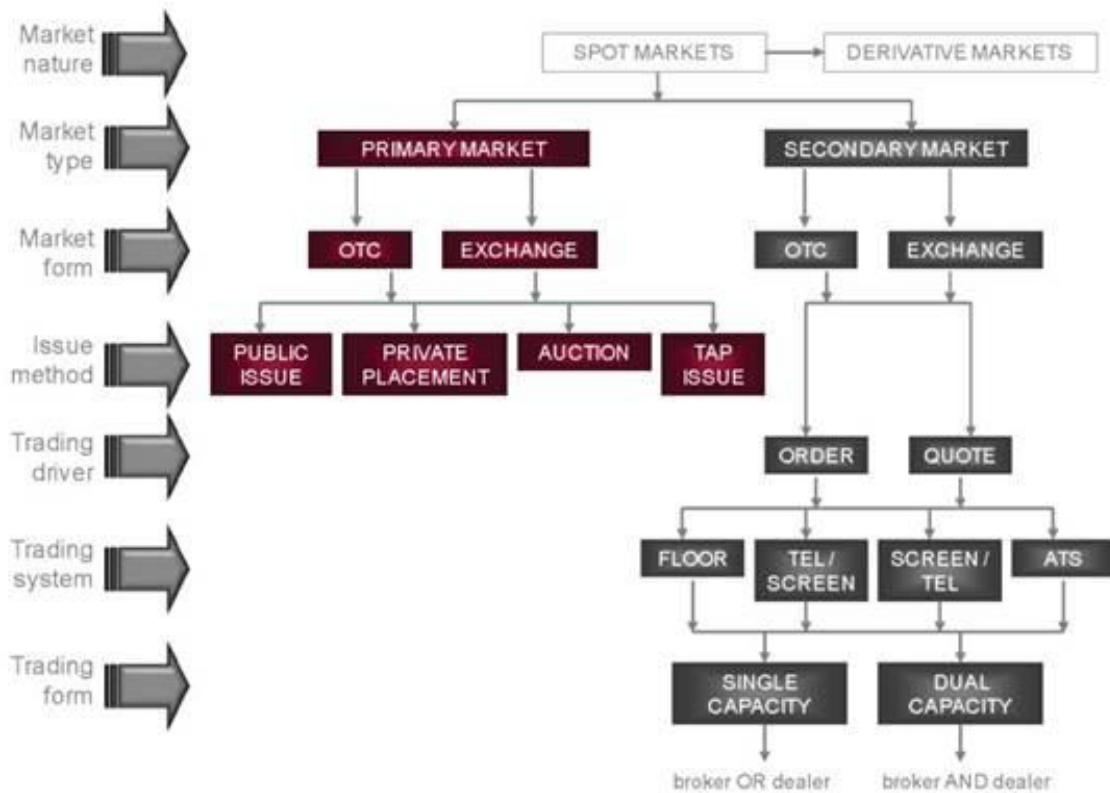 Market
nature
SPOT MARKETS
DERIVATIVE MARKETS
Market
type
PRIMARY MARKET
SECONDARY MARKET
Market
form
OTC
EXCHANGE
OTC
EXCHANGE
Issue
method
PUBLIC
ISSUE
PRIVATE
PLACEMENT
AUCTION
TAP
ISSUE
Trading
driver
ORDER
QUOTE
Trading
system
FLOOR
TEL /
SCREEN
SCREEN /
TEL
ATS
Trading
form
SINGLE
CAPACITY
DUAL
CAPACITY
broker OR dealer
broker AND dealer